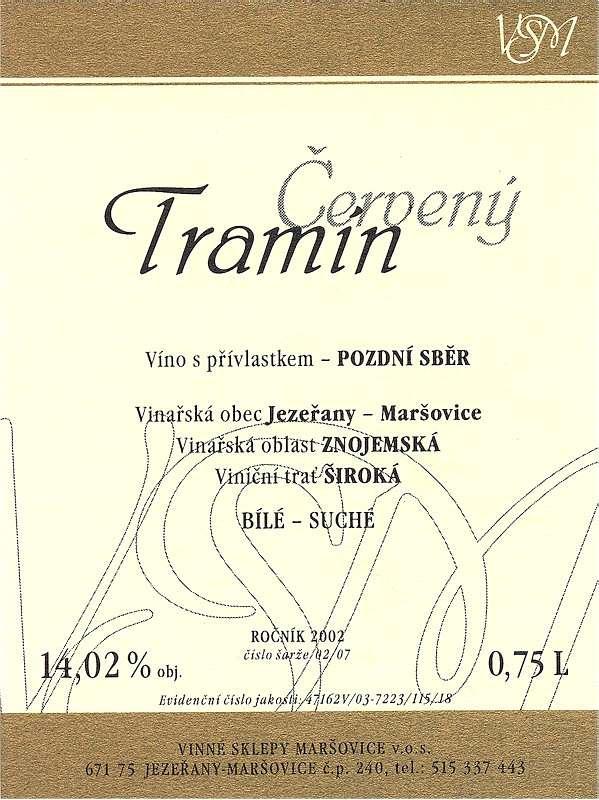 VSM
Červený
Tramín
Víno s přívlastkem – POZDNÍ SBĚR
Vinařská obec Jezeřany – Maršovice
Vinařská oblast ZNOJEMSKÁ
Viniční trať ŠIROKÁ
BÍLÉ – SUCHÉ
ROČNÍK 2002
číslo šarže/02/07
14,02 % obj.
0,75 L
Evidenční číslo jakosti: 47162V/03-7223/115/18
VINNÉ SKLEPY MARŠOVICE v.o.s.
671 75 JEZEŘANY-MARŠOVICE č.p. 240, tel.: 515 337 443